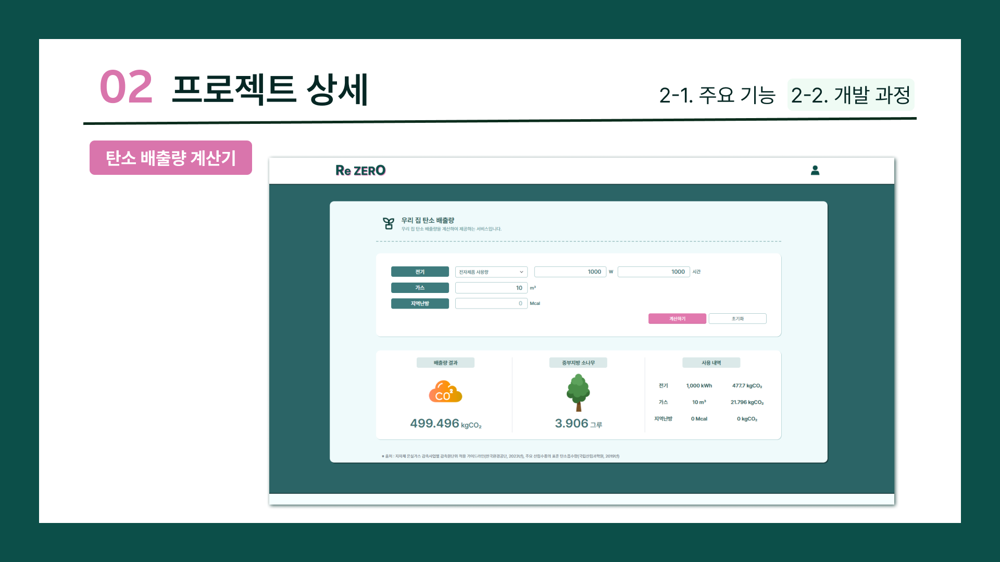 02 프로젝트 상세
2-1. 주요 기능 2-2. 개발 과정
탄소 배출량 계산기
Re ZERO
우리 집 탄소 배출량
우리 집 탄소 배출량을 계산하여 제공하는 서비스입니다.
전기 전자제품 사용량 1000 W 1000 시간
가스 10 m³
지역난방 0 Mcal
계산하기 초기화
배출량 결과 중부지방 소나무 사용 내역
CO²
전기 1,000 kWh 477.7 kgCO₂
가스 10 m³ 21.796 kgCO₂
지역난방 0 Mcal 0 kgCO₂
499.496 kgCO₂ 3.906 그루
※ 출처 : 지자체 온실가스 감축사업별 감축원단위 적용 가이드라인(한국환경공단, 2023년), 주요 산림수종의 표준 탄소흡수량(국립산림과학원, 2019년)